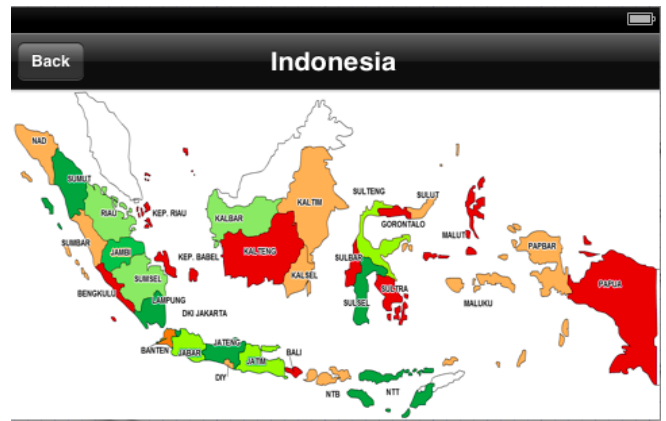 Back
Indonesia
NAD
SUMUT
RIAU
KEP. RIAU
SUMBAR
JAMBI
KEP. BABEL
SUMSEL
BENGKULU
LAMPUNG
DKI JAKARTA
BANTEN
JABAR
JATENG
DIY
JATIM
BALI
NTB
NTT
KALBAR
KALTENG
KALTIM
KALSEL
SULTENG
SULUT
GORONTALO
SULBAR
SULSEL
SULTRA
MALUT
MALUKU
PAPBAR
PAPUA